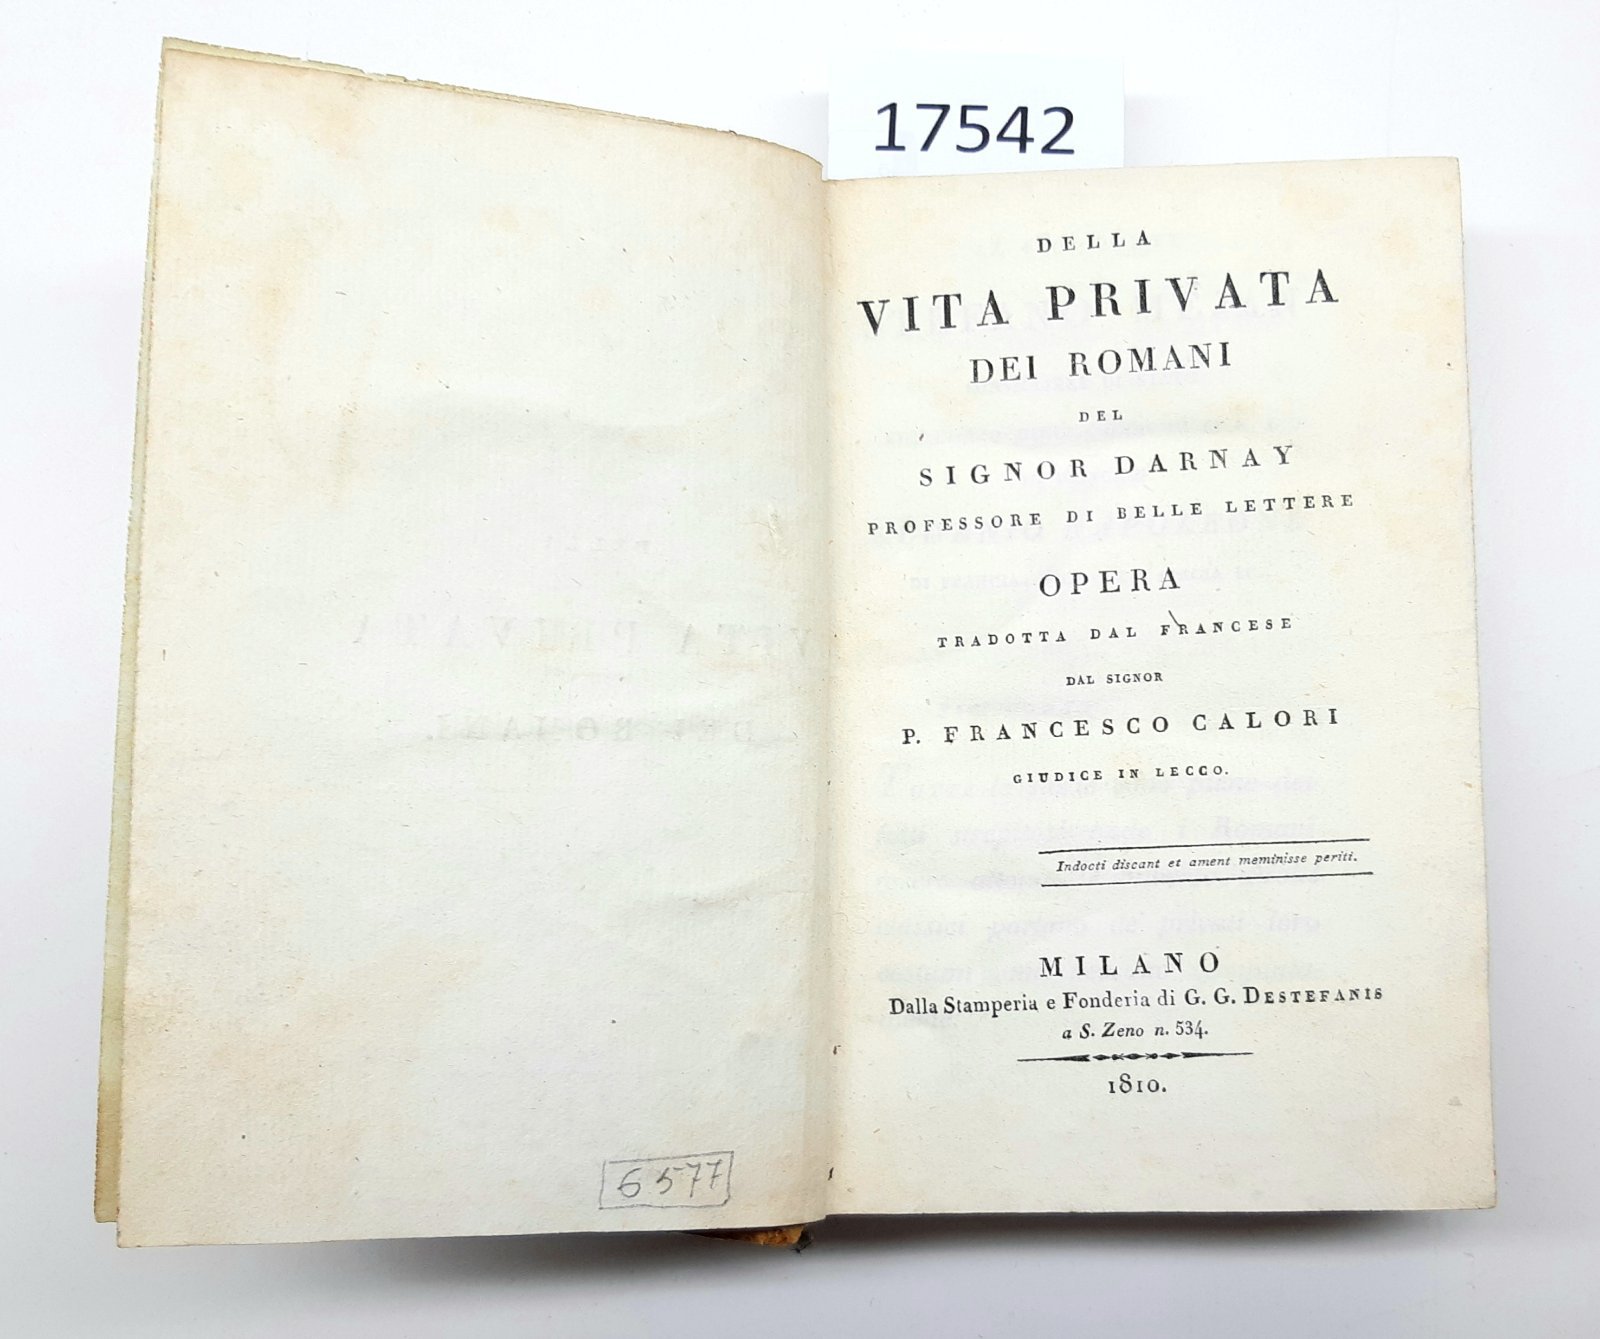 17542
DELLA
VITA PRIVATA
DEI ROMANI
DEL
SIGNOR DARNAY
PROFESSORE DI BELLE LETTERE
OPERA
TRADOTTA DAL FRANCESE
DAL SIGNOR
P. FRANCESCO CALORI
GIUDICE IN LECCO.
Indocti discant et ament meminisse periti.
MILANO
Dalla Stamperia e Fonderia di G. G. DESTEFANIS
a S. Zeno n. 534.
1810.
6577